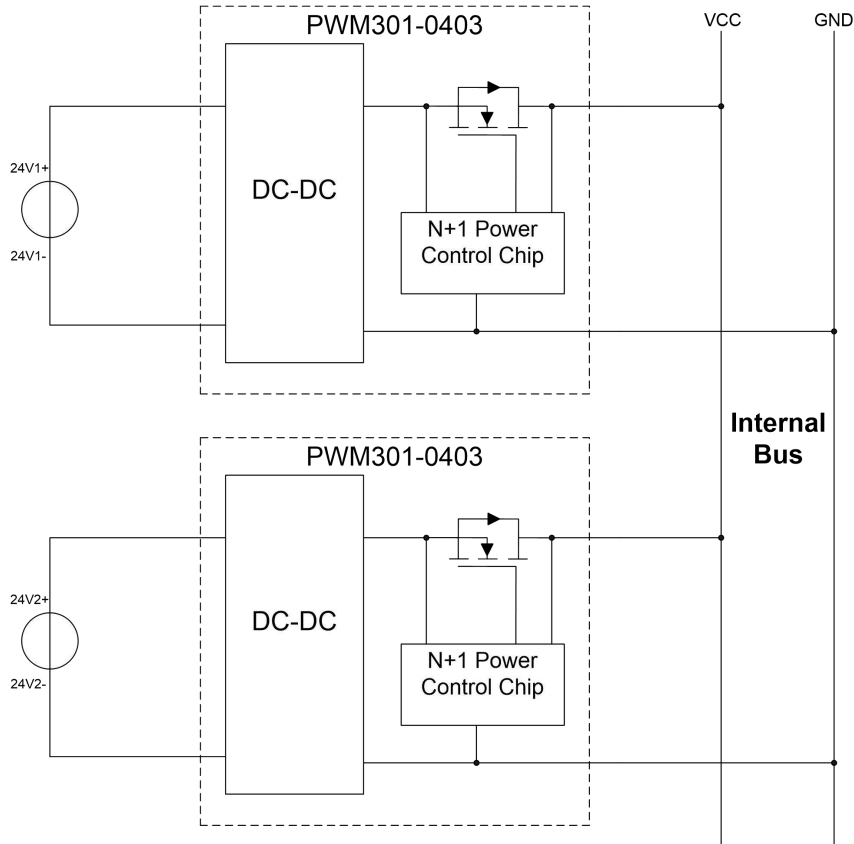 PWM301-0403
VCC
GND
24V1+
DC-DC
24V1-
N+1 Power
Control Chip
Internal
Bus
PWM301-0403
24V2+
DC-DC
24V2-
N+1 Power
Control Chip